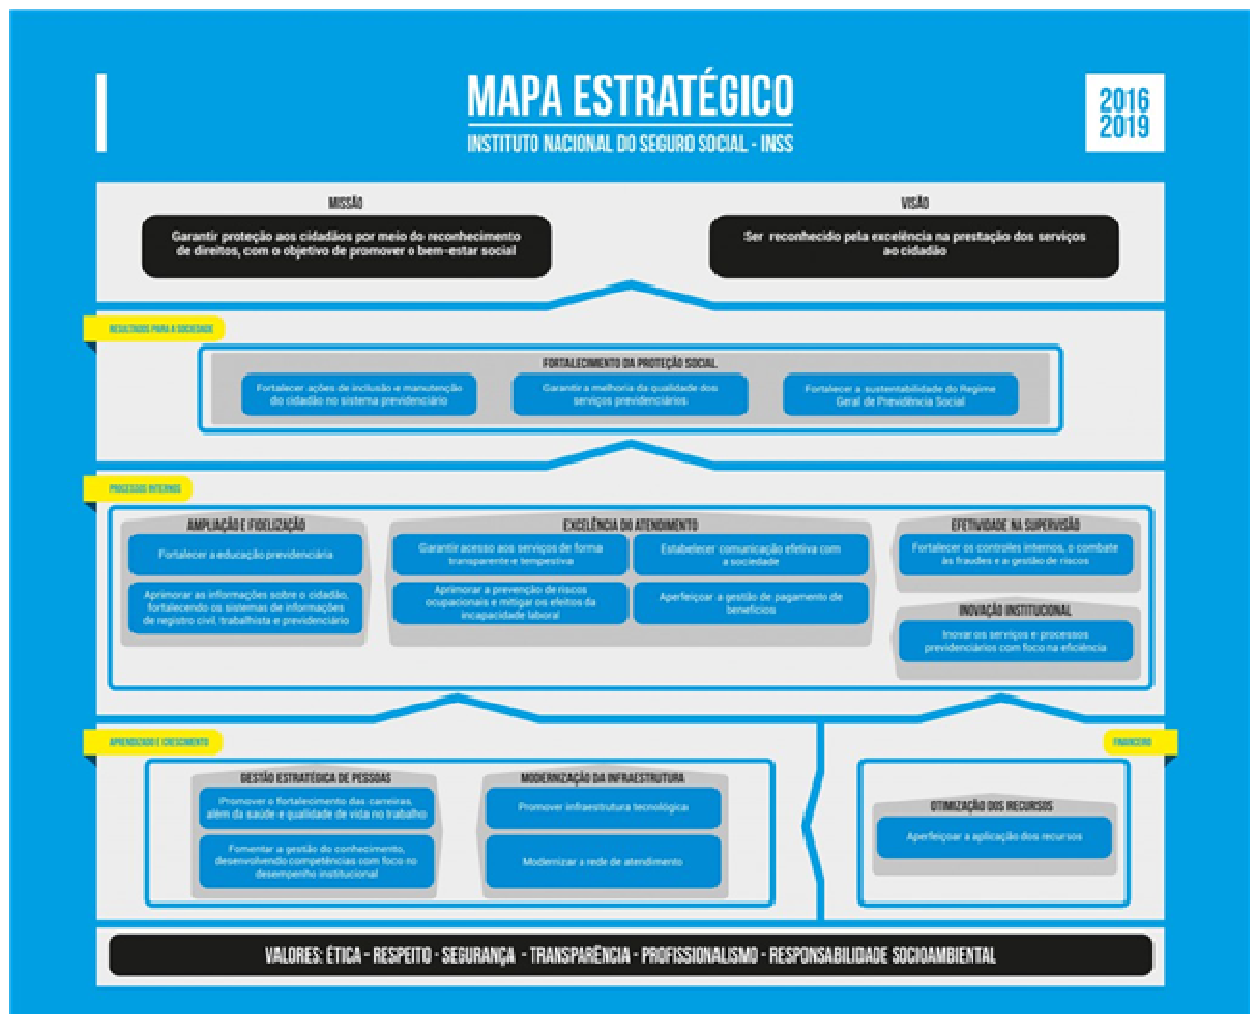 MAPA ESTRATÉGICO
INSTITUTO NACIONAL DO SEGURO SOCIAL - INSS
2016
2019
MISSÃO
Garantir proteção aos cidadãos por meio do reconhecimento
de direitos, com o objetivo de promover o bem-estar social
VISÃO
Ser reconhecido pela excelência na prestação dos serviços
ao cidadão
RESULTADOS PARA A SOCIEDADE
FORTALECIMENTO DA PROTEÇÃO SOCIAL
Fortalecer ações de inclusão e manutenção
do cidadão no sistema previdenciário
Garantir a melhoria da qualidade dos
serviços previdenciários
Fortalecer a sustentabilidade do Regime
Geral de Previdência Social
PROCESSOS INTERNOS
AMPLIAÇÃO E FIDELIZAÇÃO
Fortalecer a educação previdenciária
Aprimorar as informações sobre o cidadão,
fortalecendo os sistemas de informações
de registro civil, trabalhista e previdenciário
EXCELÊNCIA DO ATENDIMENTO
Garantir acesso aos serviços de forma
transparente e tempestiva
Estabelecer comunicação efetiva com
a sociedade
Aprimorar a prevenção de riscos
ocupacionais e mitigar os efeitos da
incapacidade laboral
Aperfeiçoar a gestão de pagamento de
benefícios
EFETIVIDADE NA SUPERVISÃO
Fortalecer os controles internos, o combate
às fraudes e a gestão de riscos
INOVAÇÃO INSTITUCIONAL
Inovar os serviços e processos
previdenciários com foco na eficiência
APRENDIZADO E CRESCIMENTO
GESTÃO ESTRATÉGICA DE PESSOAS
Promover o fortalecimento das carreiras,
além da saúde e qualidade de vida no trabalho
Fomentar a gestão do conhecimento,
desenvolvendo competências com foco no
desempenho institucional
MODERNIZAÇÃO DA INFRAESTRUTURA
Promover infraestrutura tecnológica
Modernizar a rede de atendimento
FINANCEIRO
OTIMIZAÇÃO DOS RECURSOS
Aperfeiçoar a aplicação dos recursos
VALORES: ÉTICA - RESPEITO - SEGURANÇA - TRANSPARÊNCIA - PROFISSIONALISMO - RESPONSABILIDADE SOCIOAMBIENTAL